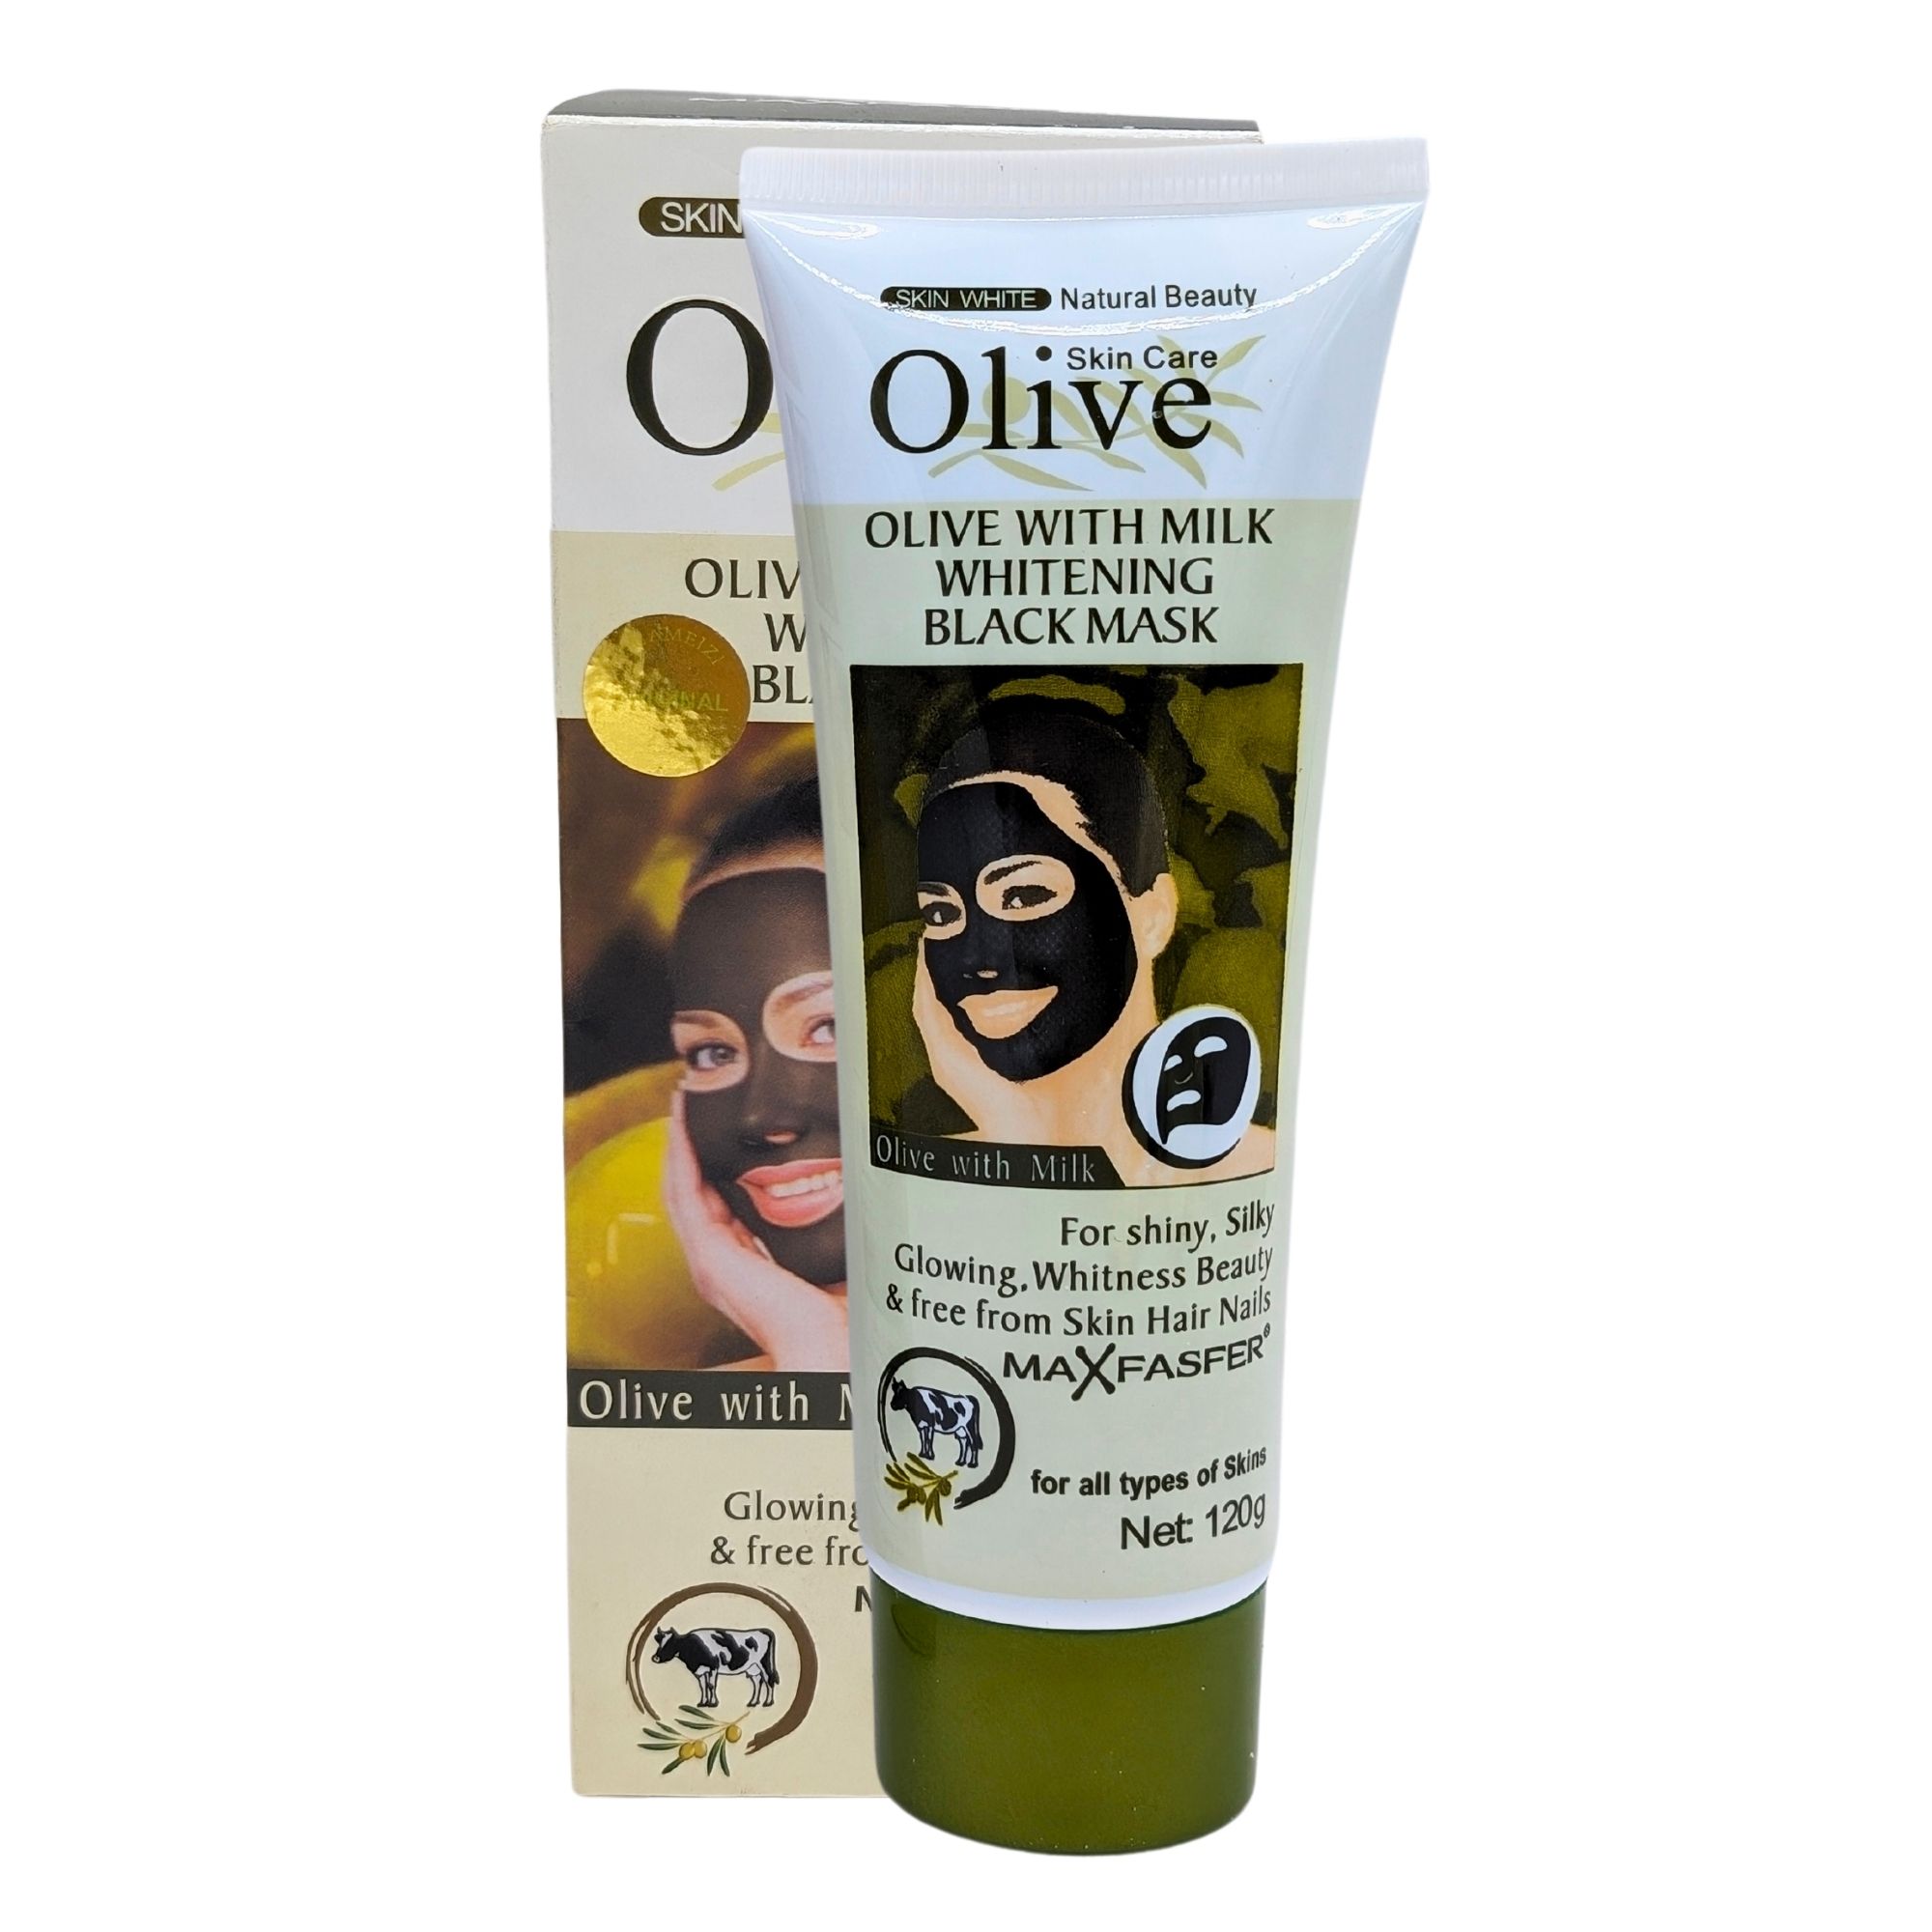 SKIN
O
OLIV
W
BL
AMEIZI
Olive with
Glowing
& free fro
SKIN WHITE Natural Beauty
Skin Care
Olive
OLIVE WITH MILK
WHITENING
BLACK MASK
Olive with Milk
For shiny, Silky
Glowing, Whitness Beauty
& free from Skin Hair Nails
MAXFASFER®
for all types of Skins
Net: 120g